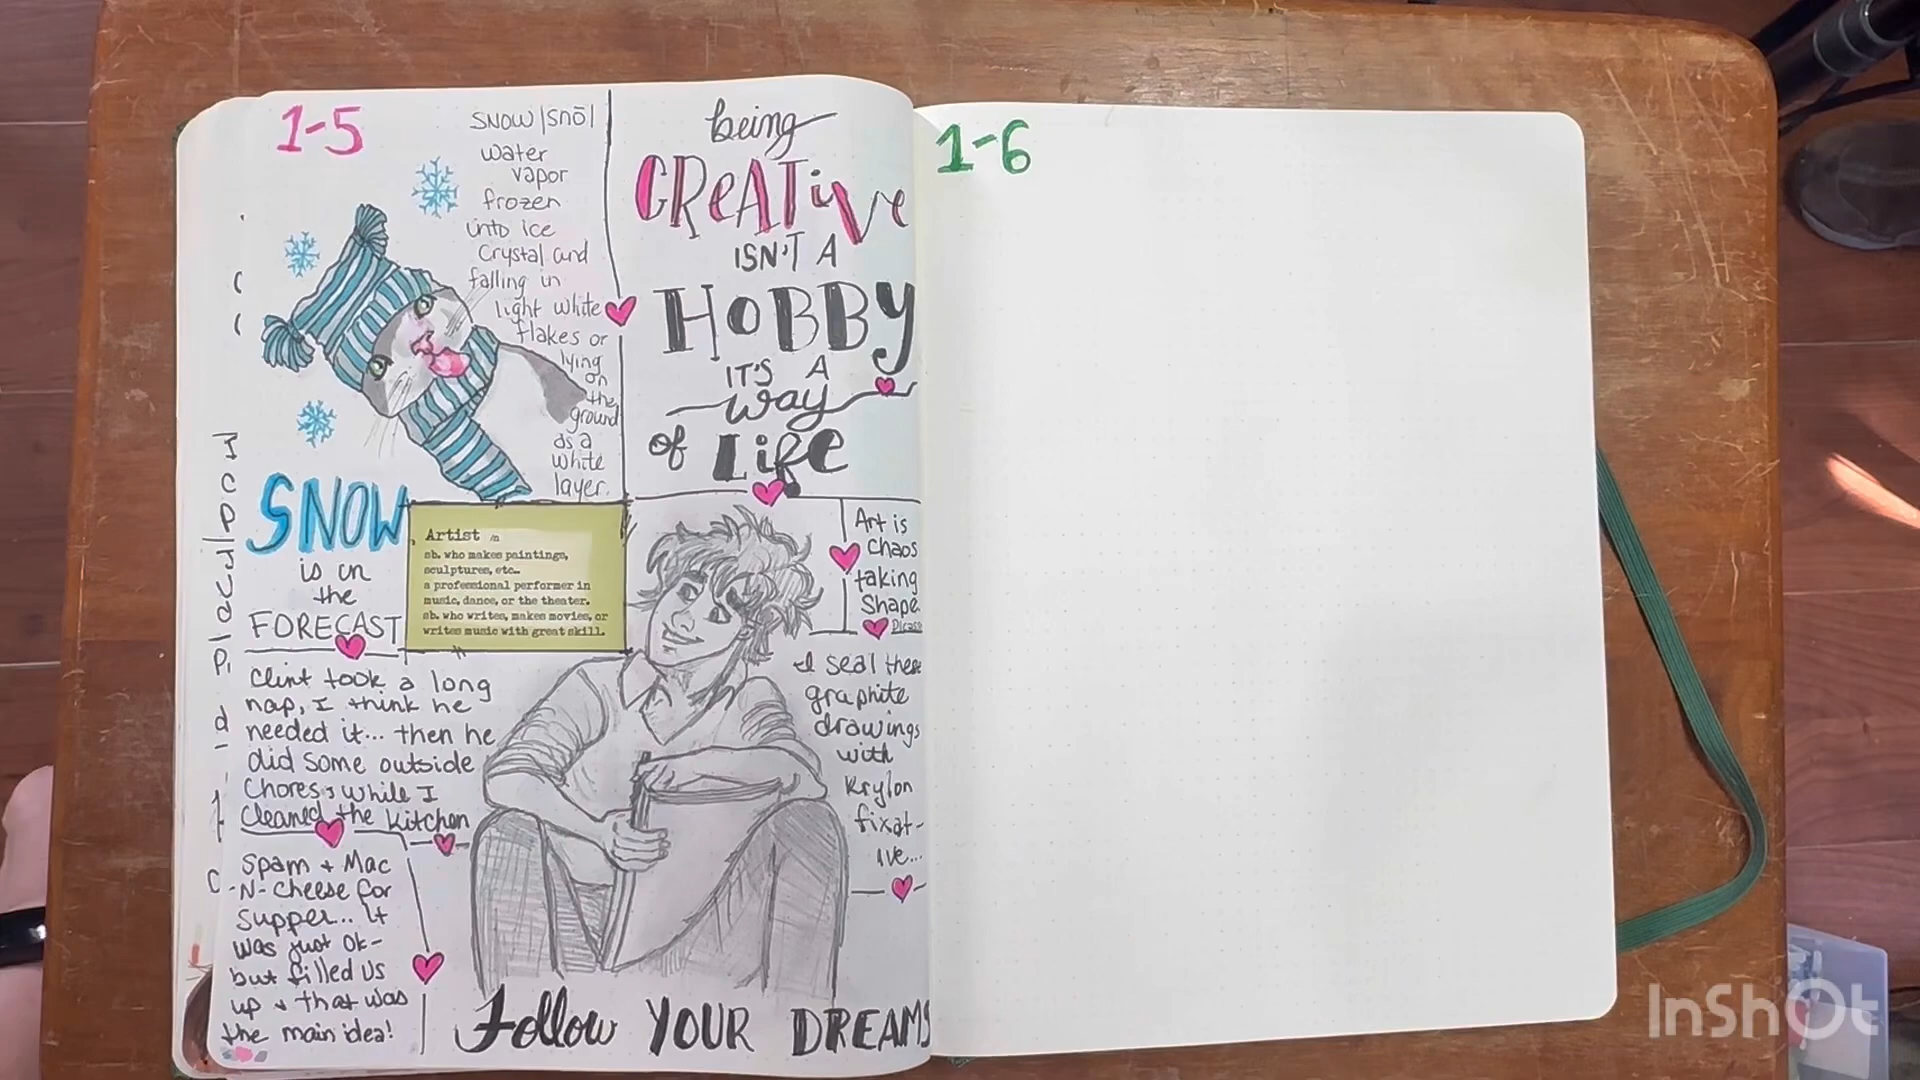 1-5
SNOW |snō|
water
vapor
frozen
into ice
Crystal and
falling in
light white
flakes or
lying
on
the
ground
as a
white
layer.
SNOW
is in
the
FORECAST
being
CREATive
ISN'T A
HOBBY
IT'S A
way
of Life
Artist n
sb. who makes paintings,
sculptures, etc...
a professional performer in
music, dance, or the theater.
sb. who writes, makes movies, or
writes music with great skill.
Art is
Chaos
taking
Shape
Picasso
I seal these
graphite
drawings
with
Krylon
fixat-
ive...
Clint took a long
nap, I think he
needed it... then he
did some outside
Chores, while I
Cleaned the Kitchen
Spam + Mac
-N-Cheese for
supper... It
was just ok-
but filled us
up + that was
the main idea!
Follow YOUR DREAMS
1-6
InShOt